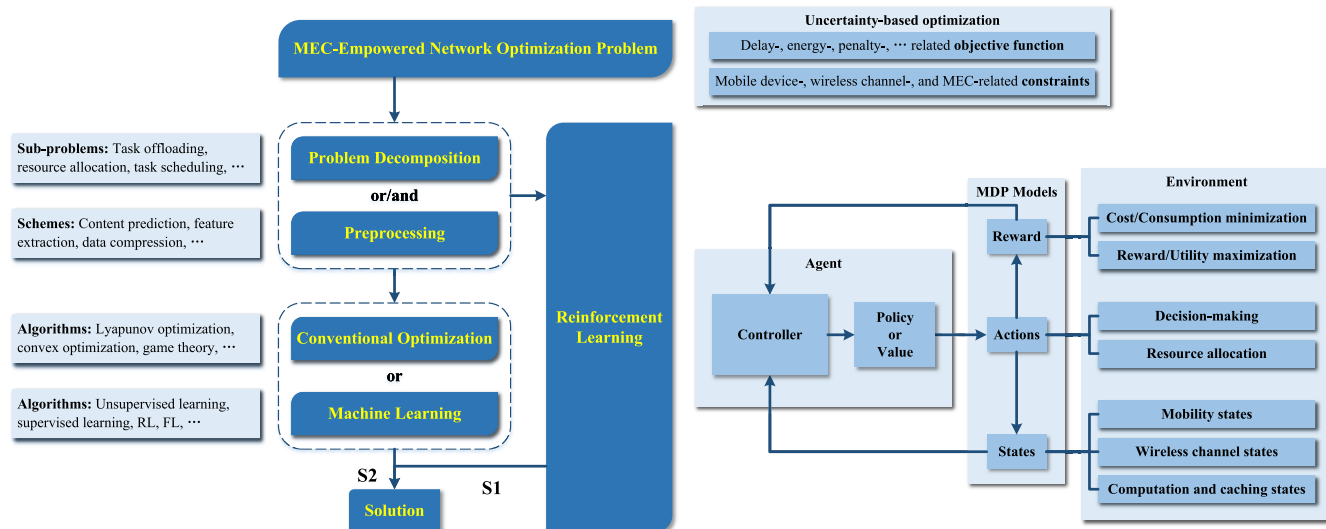 MEC-Empowered Network Optimization Problem
Sub-problems: Task offloading,
resource allocation, task scheduling, ···
Schemes: Content prediction, feature
extraction, data compression, ···
Problem Decomposition
or/and
Preprocessing
Algorithms: Lyapunov optimization,
convex optimization, game theory, ···
Algorithms: Unsupervised learning,
supervised learning, RL, FL, ···
Conventional Optimization
or
Machine Learning
Reinforcement
Learning
S2
S1
Solution
Uncertainty-based optimization
Delay-, energy-, penalty-, ··· related objective function
Mobile device-, wireless channel-, and MEC-related constraints
Agent
Controller
Policy
or
Value
MDP Models
Reward
Actions
States
Environment
Cost/Consumption minimization
Reward/Utility maximization
Decision-making
Resource allocation
Mobility states
Wireless channel states
Computation and caching states